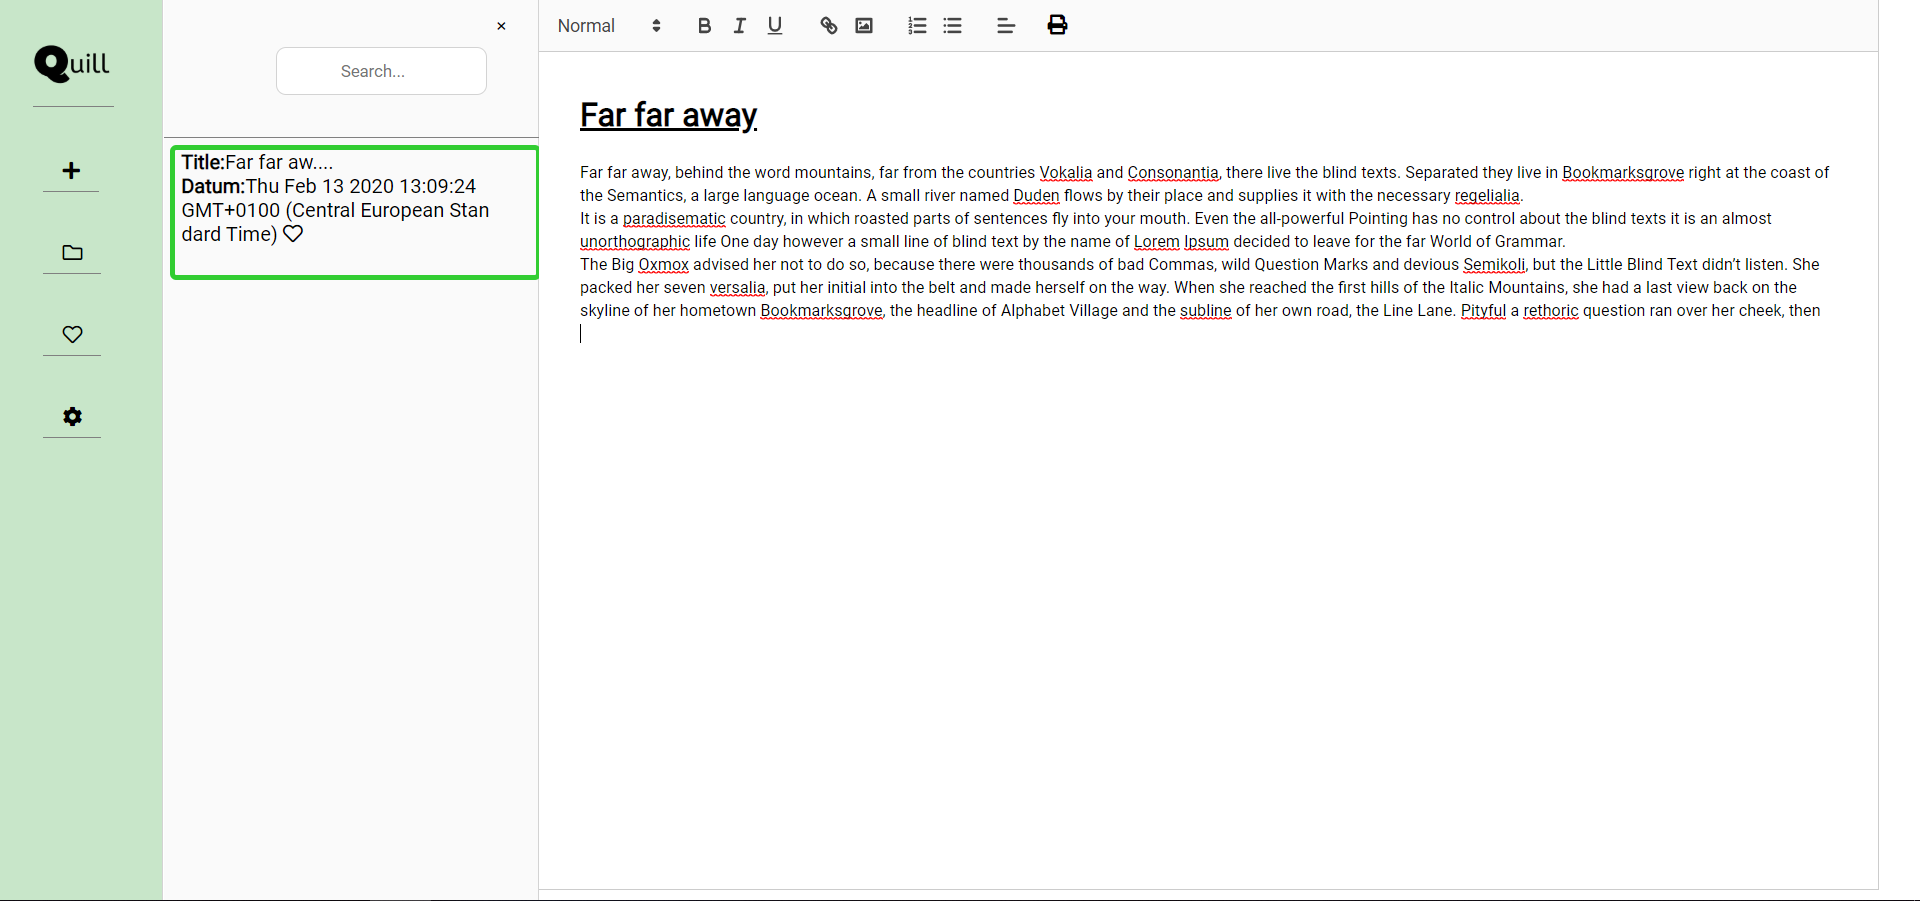 Quill
×
Search...
Title:Far far aw....
Datum:Thu Feb 13 2020 13:09:24
GMT+0100 (Central European Stan
dard Time)
Normal
B I U
Far far away
Far far away, behind the word mountains, far from the countries Vokalia and Consonantia, there live the blind texts. Separated they live in Bookmarksgrove right at the coast of
the Semantics, a large language ocean. A small river named Duden flows by their place and supplies it with the necessary regelialia.
It is a paradisematic country, in which roasted parts of sentences fly into your mouth. Even the all-powerful Pointing has no control about the blind texts it is an almost
unorthographic life One day however a small line of blind text by the name of Lorem Ipsum decided to leave for the far World of Grammar.
The Big Oxmox advised her not to do so, because there were thousands of bad Commas, wild Question Marks and devious Semikoli, but the Little Blind Text didn’t listen. She
packed her seven versalia, put her initial into the belt and made herself on the way. When she reached the first hills of the Italic Mountains, she had a last view back on the
skyline of her hometown Bookmarksgrove, the headline of Alphabet Village and the subline of her own road, the Line Lane. Pityful a rethoric question ran over her cheek, then